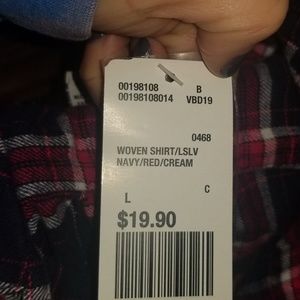 00198108 B
00198108014 VBD19
0468
WOVEN SHIRT/LSLV
NAVY/RED/CREAM
C
L
$19.90